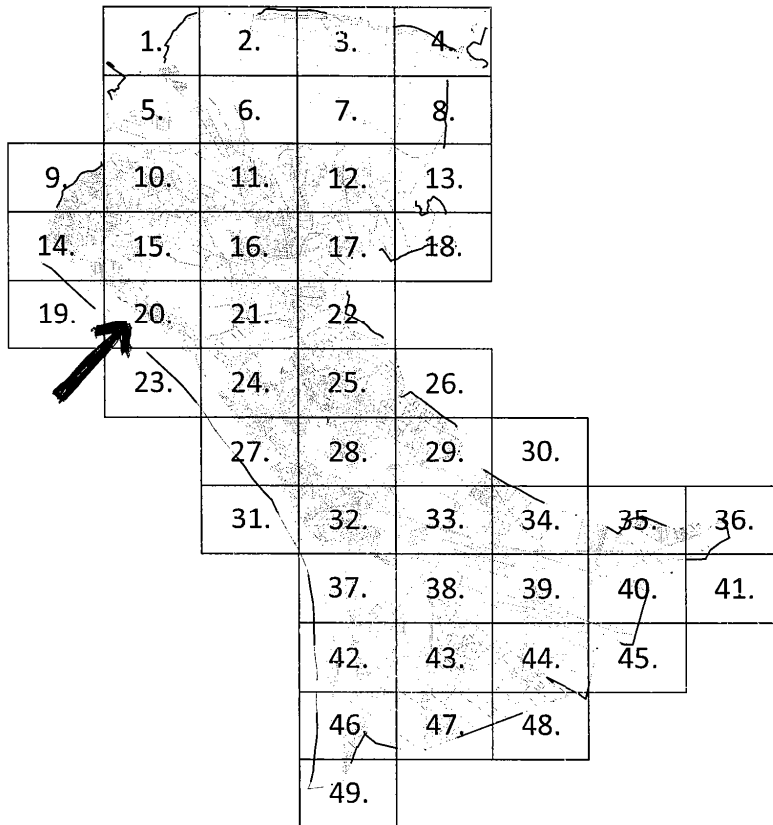 1. 2. 3. 4.
5. 6. 7. 8.
9. 10. 11. 12. 13.
14. 15. 16. 17. 18.
19. 20. 21. 22.
23. 24. 25. 26.
27. 28. 29. 30.
31. 32. 33. 34. 35. 36.
37. 38. 39. 40. 41.
42. 43. 44. 45.
46. 47. 48.
49.